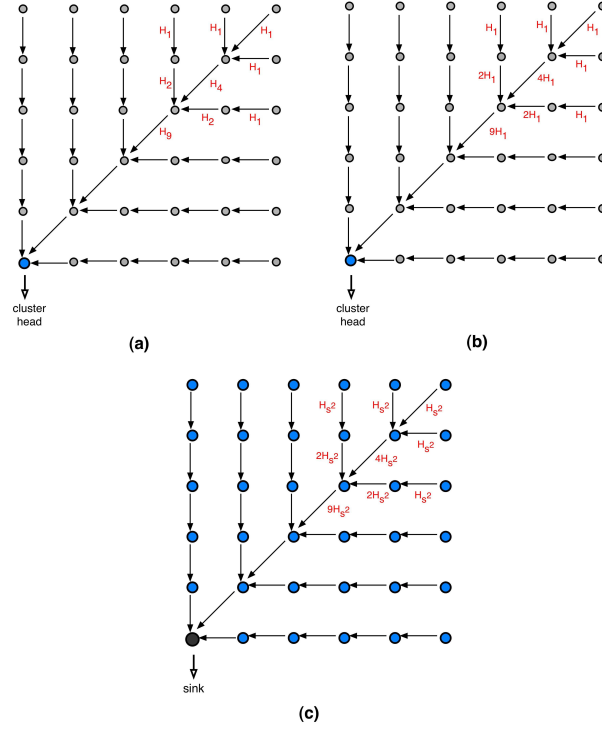 H₁ H₁ H₁
H₁
H₂ H₄
H₂ H₁
H₉
cluster
head
(a)
H₁ H₁ H₁
H₁
2H₁ 4H₁
2H₁ H₁
9H₁
cluster
head
(b)
Hₛ² Hₛ² Hₛ²
Hₛ²
2Hₛ² 4Hₛ²
2Hₛ² Hₛ²
9Hₛ²
sink
(c)